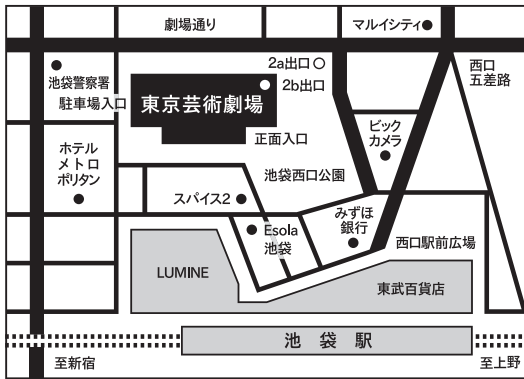 劇場通り
マルイシティ
2a出口
西口
五差路
池袋警察署
駐車場入口
2b出口
東京芸術劇場
正面入口
ビック
カメラ
ホテル
メトロ
ポリタン
池袋西口公園
スパイス2
みずほ
銀行
Esola
池袋
西口駅前広場
LUMINE
東武百貨店
池袋駅
至新宿
至上野